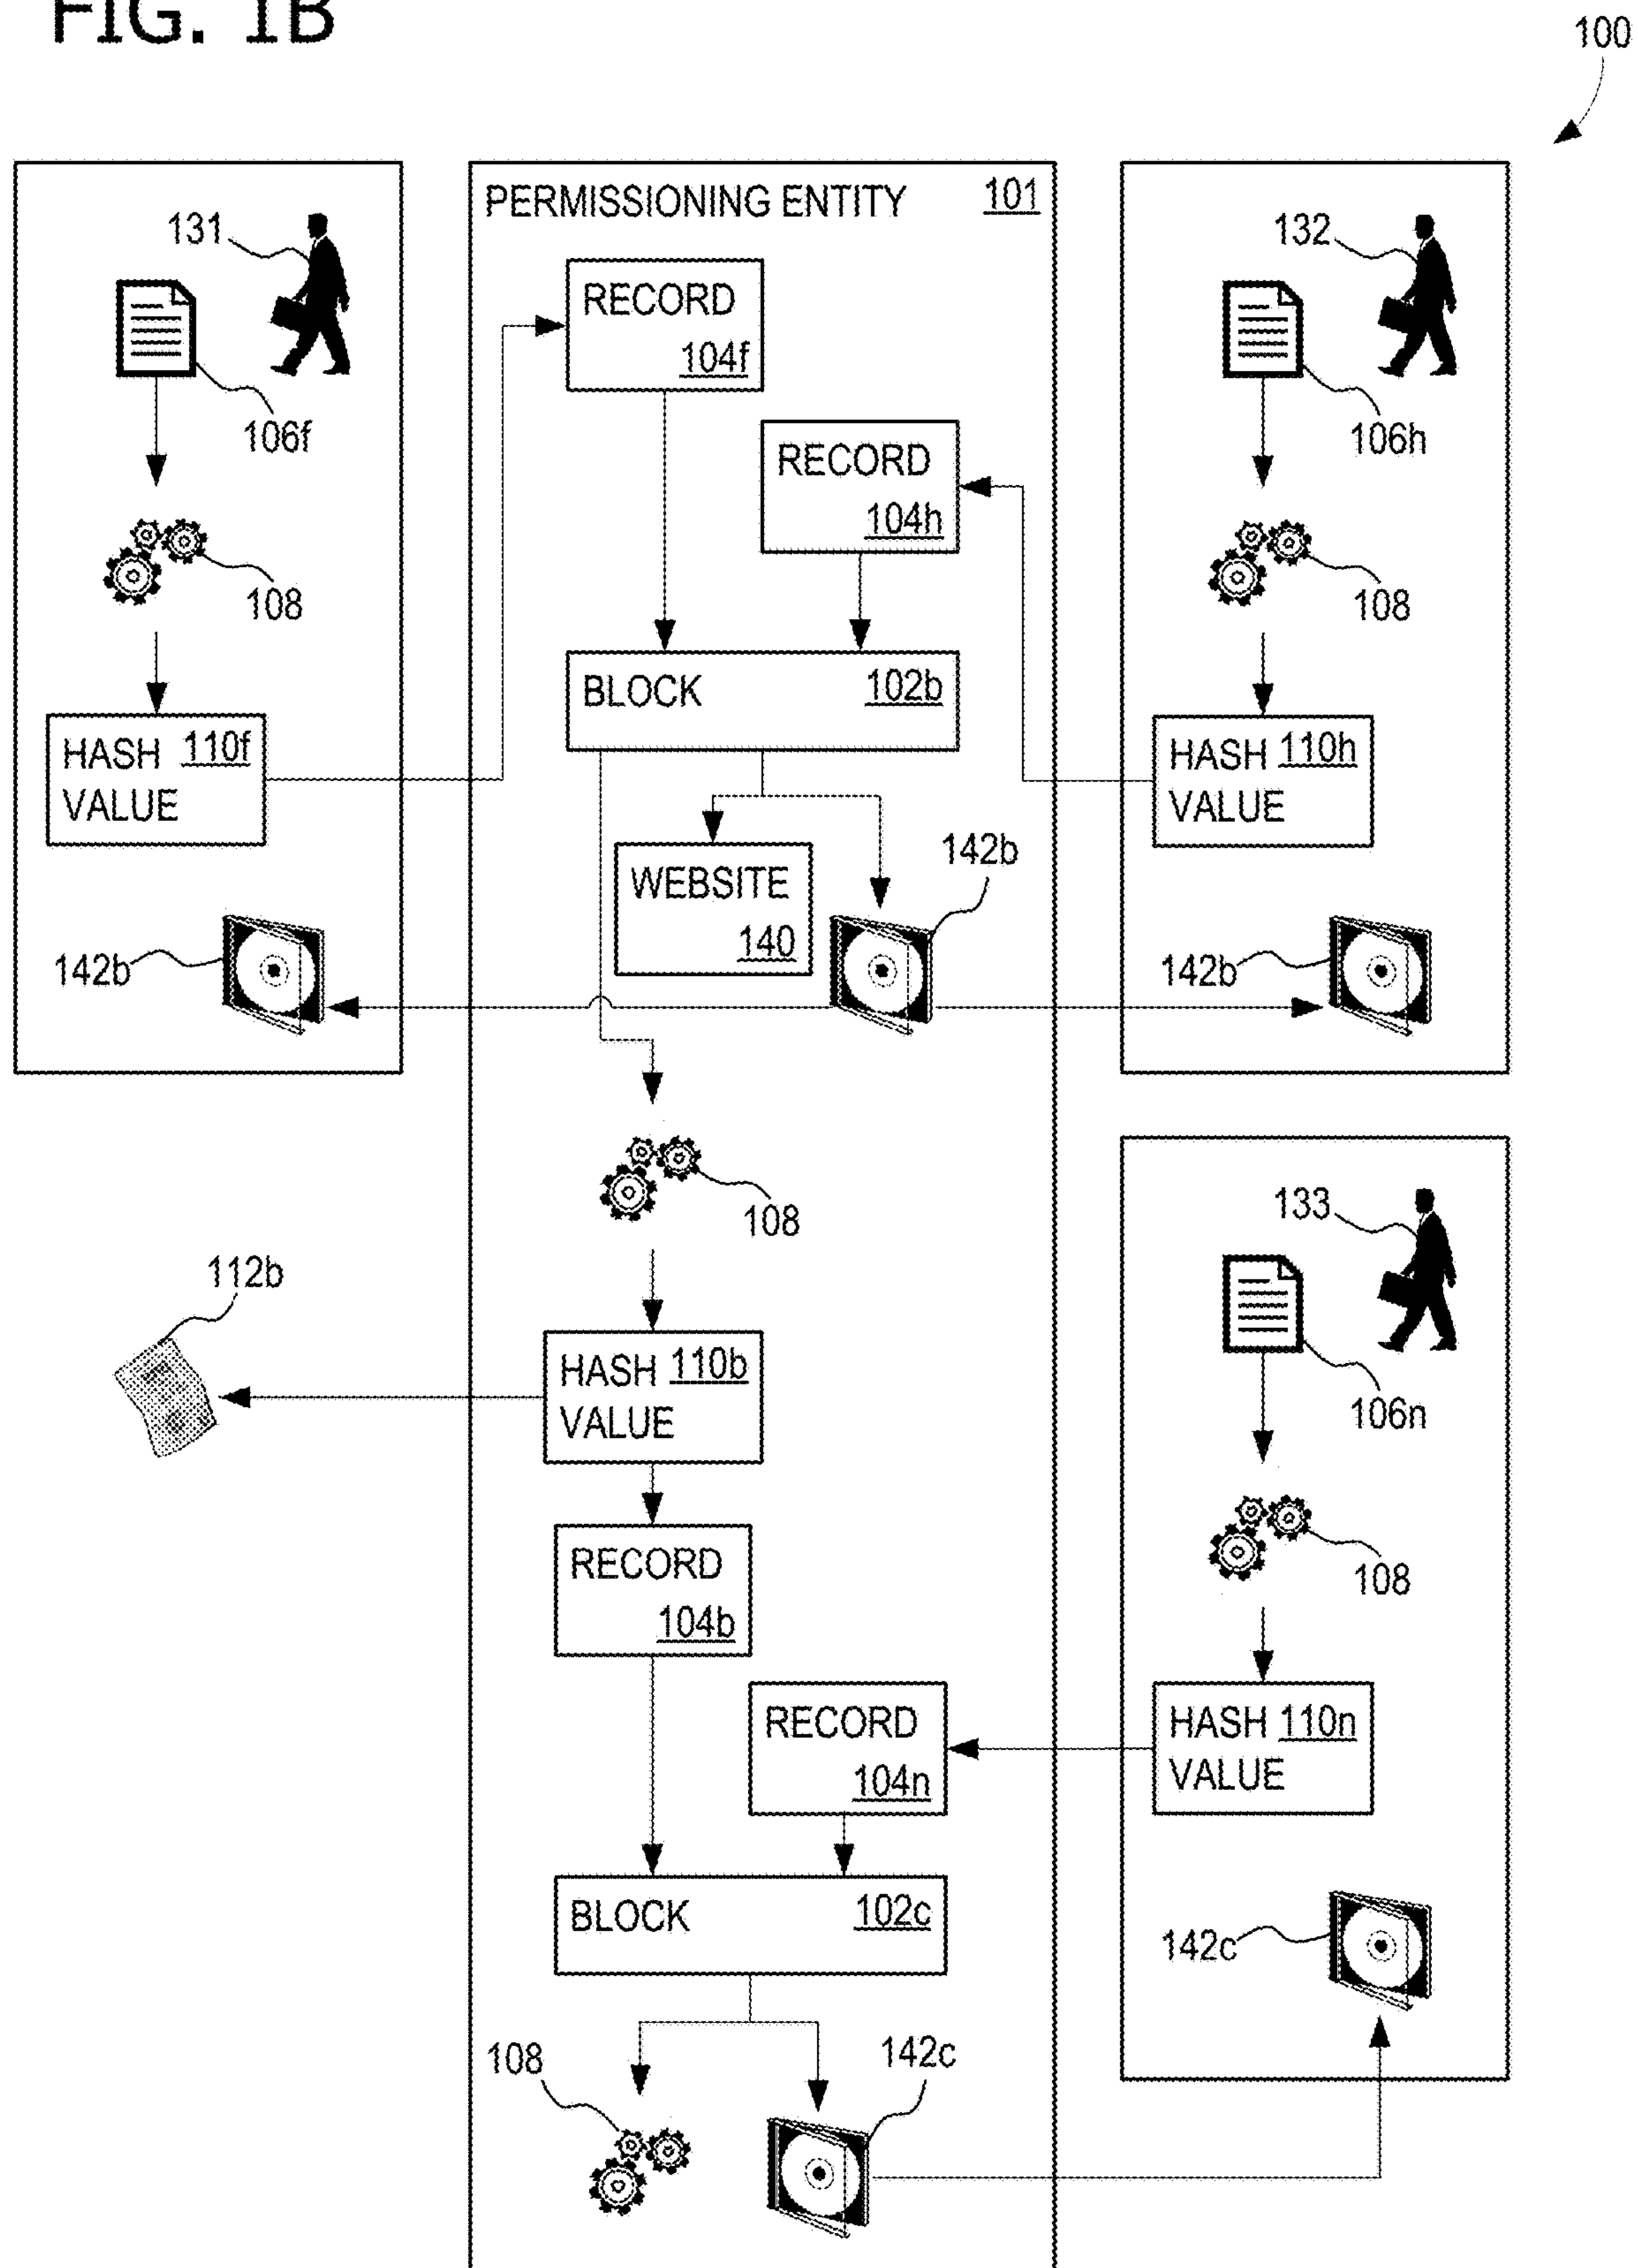 FIG. 1B
100
PERMISSIONING ENTITY 101
131
132
RECORD
104f
106f
106h
RECORD
104h
108
108
BLOCK 102b
HASH 110f
VALUE
HASH 110h
VALUE
WEBSITE
140
142b
142b
142b
108
133
112b
HASH 110b
VALUE
106n
RECORD
104b
108
RECORD
104n
HASH 110n
VALUE
BLOCK 102c
142c
108
142c